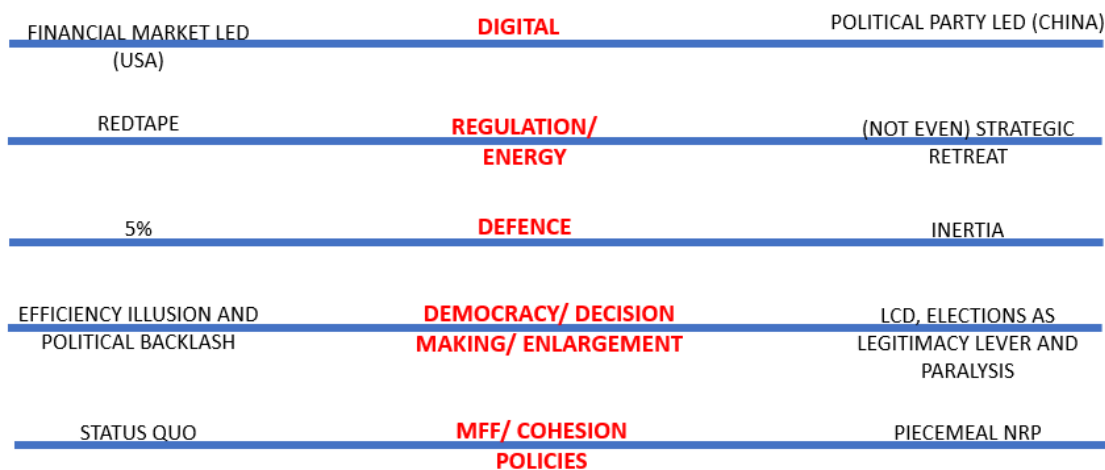 FINANCIAL MARKET LED
(USA)
DIGITAL
POLITICAL PARTY LED (CHINA)
REDTAPE
REGULATION/
ENERGY
(NOT EVEN) STRATEGIC
RETREAT
5%
DEFENCE
INERTIA
EFFICIENCY ILLUSION AND
POLITICAL BACKLASH
DEMOCRACY/ DECISION
MAKING/ ENLARGEMENT
LCD, ELECTIONS AS
LEGITIMACY LEVER AND
PARALYSIS
STATUS QUO
MFF/ COHESION
POLICIES
PIECEMEAL NRP